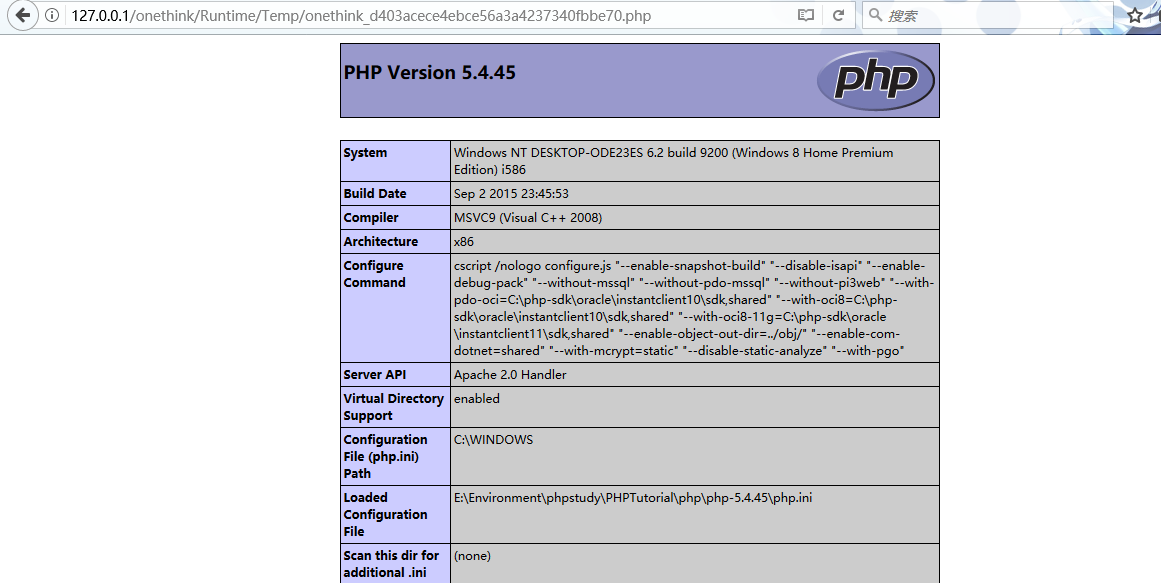 127.0.0.1/onethink/Runtime/Temp/onethink_d403acece4ebce56a3a4237340fbbe70.php
搜索
PHP Version 5.4.45
php
System
Windows NT DESKTOP-ODE23ES 6.2 build 9200 (Windows 8 Home Premium
Edition) i586
Build Date
Sep 2 2015 23:45:53
Compiler
MSVC9 (Visual C++ 2008)
Architecture
x86
Configure
Command
cscript /nologo configure.js "--enable-snapshot-build" "--disable-isapi" "--enable-
debug-pack" "--without-mssql" "--without-pdo-mssql" "--without-pi3web" "--with-
pdo-oci=C:\php-sdk\oracle\instantclient10\sdk,shared" "--with-oci8=C:\php-
sdk\oracle\instantclient10\sdk,shared" "--with-oci8-11g=C:\php-sdk\oracle
\instantclient11\sdk,shared" "--enable-object-out-dir=../obj/" "--enable-com-
dotnet=shared" "--with-mcrypt=static" "--disable-static-analyze" "--with-pgo"
Server API
Apache 2.0 Handler
Virtual Directory
Support
enabled
Configuration
File (php.ini)
Path
C:\WINDOWS
Loaded
Configuration
File
E:\Environment\phpstudy\PHPTutorial\php\php-5.4.45\php.ini
Scan this dir for
additional .ini
(none)